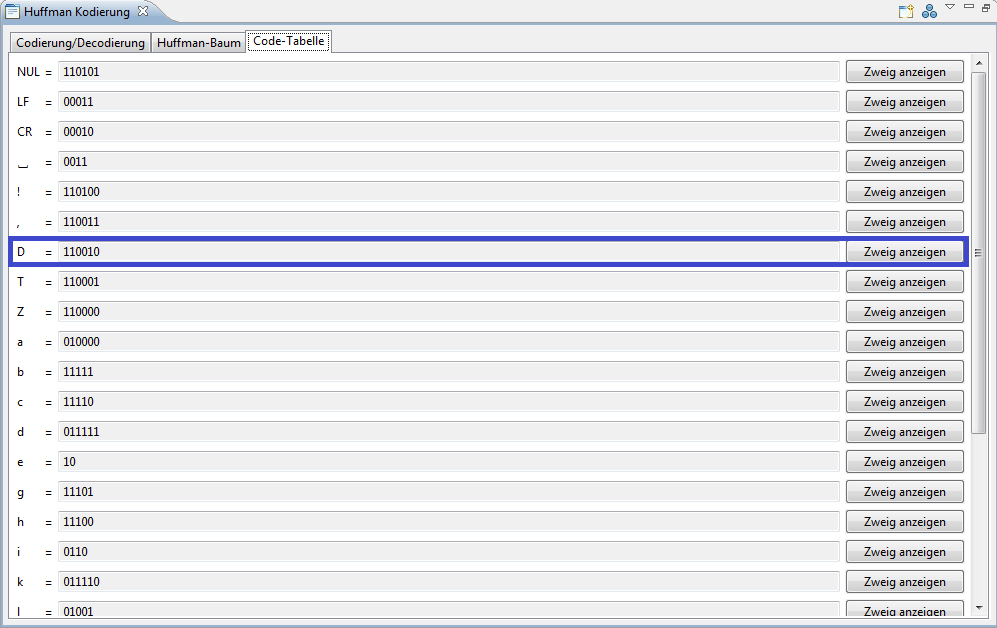 Huffman Kodierung
Codierung/Decodierung Huffman-Baum Code-Tabelle
NUL = 110101 Zweig anzeigen
LF = 00011 Zweig anzeigen
CR = 00010 Zweig anzeigen
⎵ = 0011 Zweig anzeigen
! = 110100 Zweig anzeigen
, = 110011 Zweig anzeigen
D = 110010 Zweig anzeigen
T = 110001 Zweig anzeigen
Z = 110000 Zweig anzeigen
a = 010000 Zweig anzeigen
b = 11111 Zweig anzeigen
c = 11110 Zweig anzeigen
d = 011111 Zweig anzeigen
e = 10 Zweig anzeigen
g = 11101 Zweig anzeigen
h = 11100 Zweig anzeigen
i = 0110 Zweig anzeigen
k = 011110 Zweig anzeigen
l = 01001 Zweig anzeigen